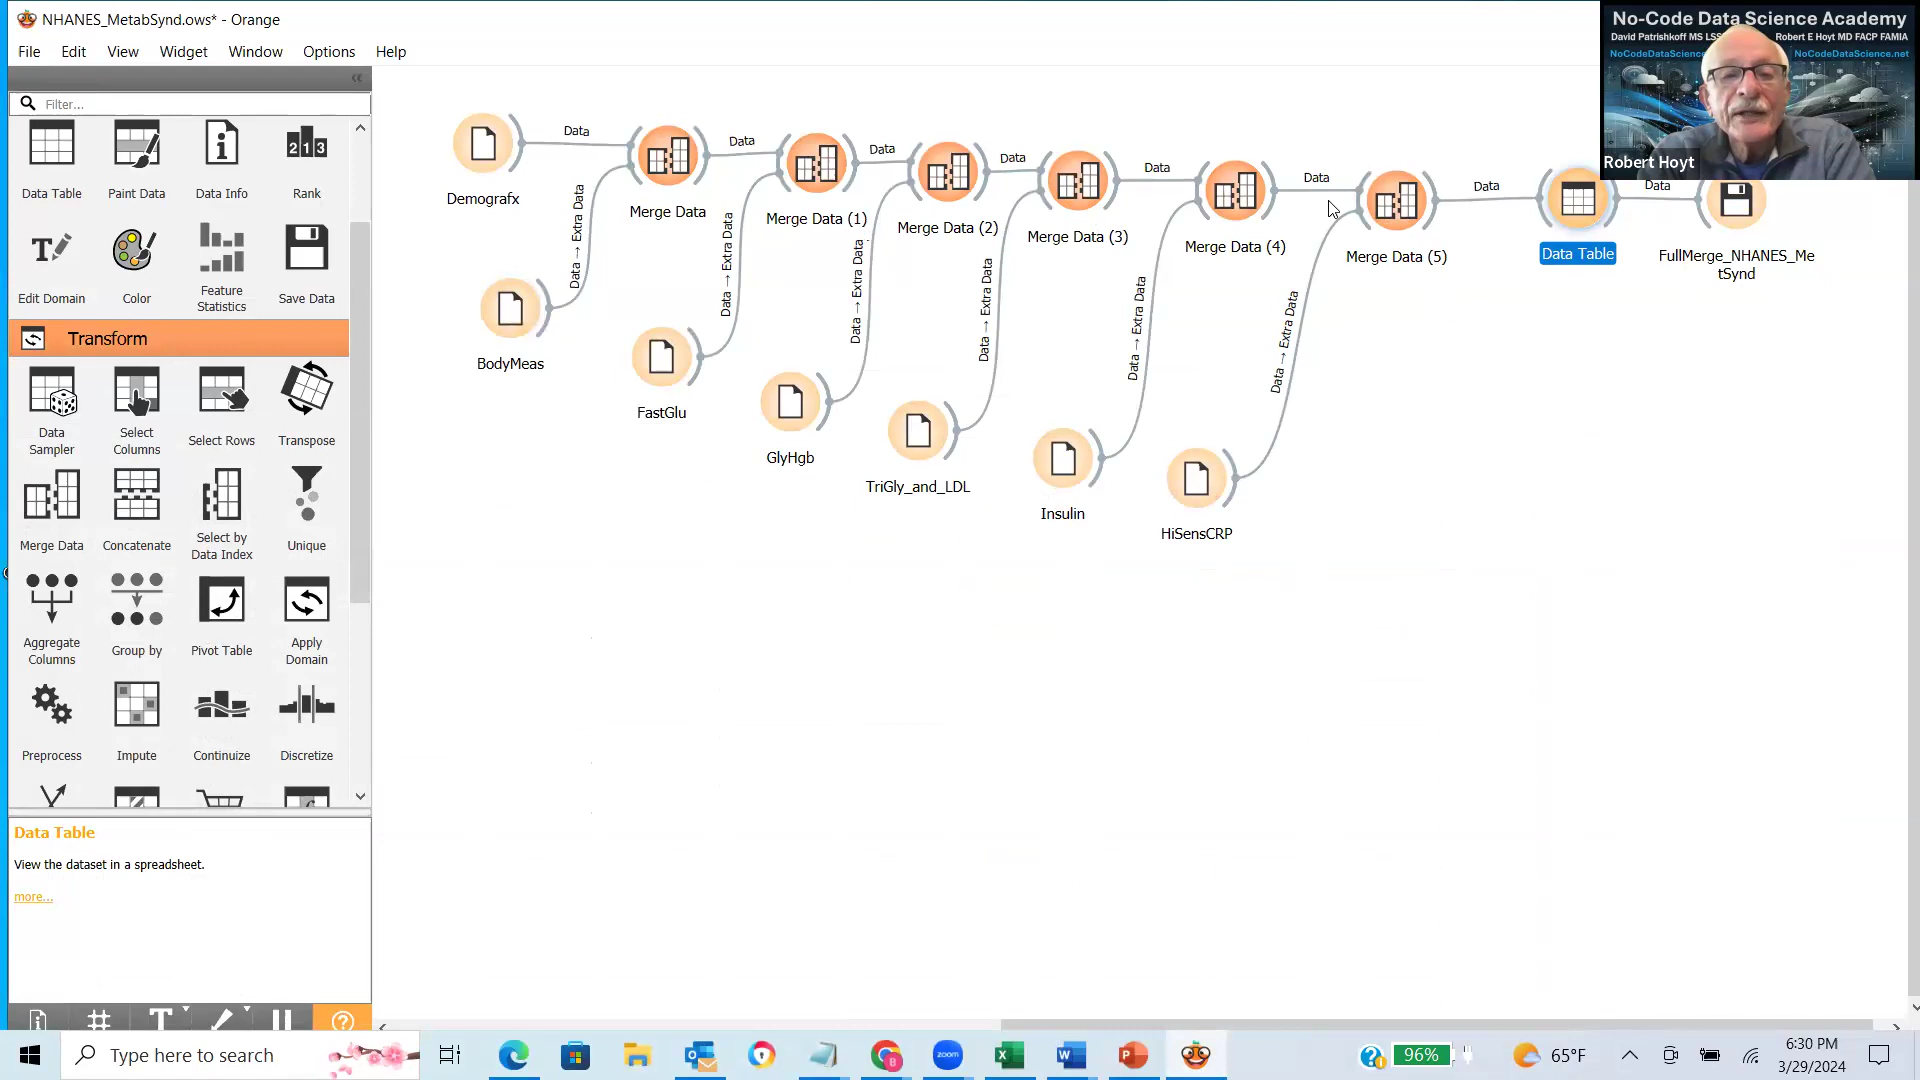 NHANES_MetabSynd.ows* - Orange
File Edit View Widget Window Options Help
Filter...
Data Table
Paint Data
Data Info
Rank
Edit Domain
Color
Feature
Statistics
Save Data
Transform
Data
Sampler
Select
Columns
Select Rows
Transpose
Merge Data
Concatenate
Select by
Data Index
Unique
Aggregate
Columns
Group by
Pivot Table
Apply
Domain
Preprocess
Impute
Continuize
Discretize
Data Table
View the dataset in a spreadsheet.
more...
Demografx
Data
Merge Data
Data
Merge Data (1)
Data
Merge Data (2)
Data
Merge Data (3)
Data
Merge Data (4)
Data
Merge Data (5)
Data
Data Table
Data
FullMerge_NHANES_Me
tSynd
Data → Extra Data
Data → Extra Data
Data → Extra Data
Data → Extra Data
Data → Extra Data
Data → Extra Data
BodyMeas
FastGlu
GlyHgb
TriGly_and_LDL
Insulin
HiSensCRP
No-Code Data Science Academy
David Patrishkoff MS LSS
Robert E Hoyt MD FACP FAMIA
NoCodeDataScience
NoCodeDataScience.net
Robert Hoyt
Type here to search
zoom
96%
65°F
6:30 PM
3/29/2024